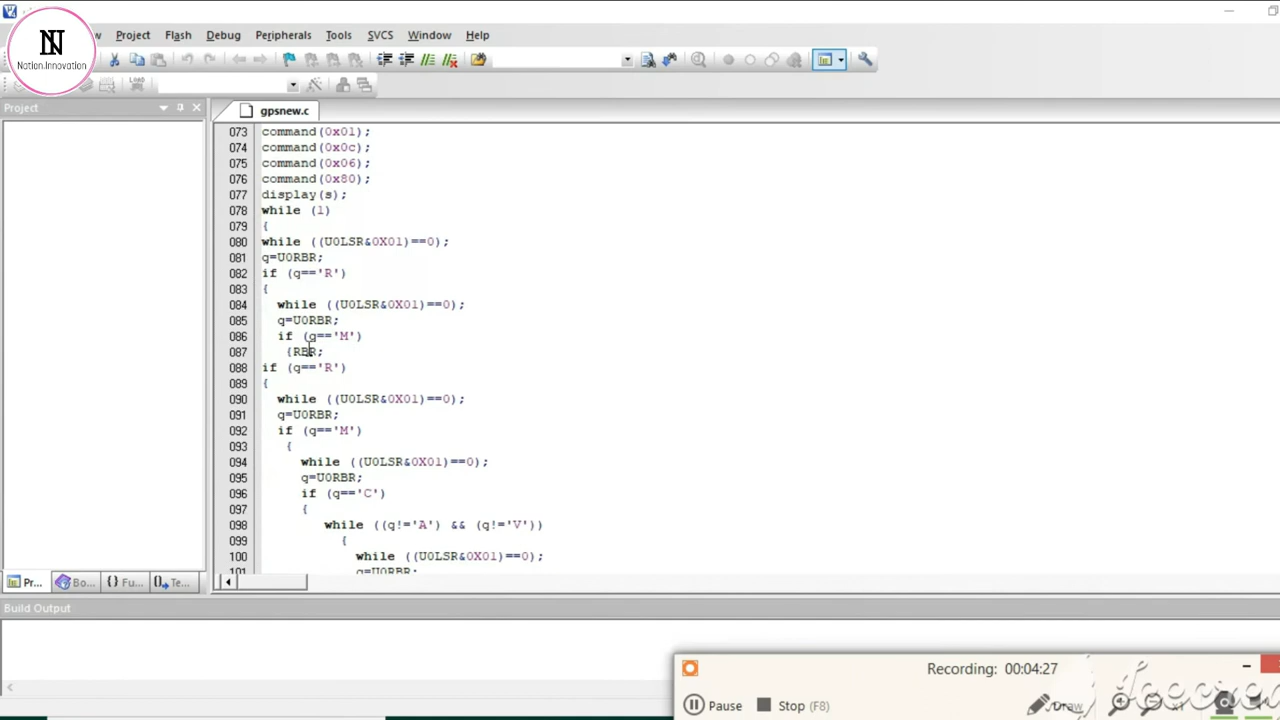 Project Flash Debug Peripherals Tools SVCS Window Help
N
Notion.Innovation
LOAD
Project
gpsnew.c
073 command(0x01);
074 command(0x0c);
075 command(0x06);
076 command(0x80);
077 display(s);
078 while (1)
079 {
080 while ((U0LSR&0X01)==0);
081 q=U0RBR;
082 if (q=='R')
083 {
084 while ((U0LSR&0X01)==0);
085 q=U0RBR;
086 if (q=='M')
087 {RBR;
088 if (q=='R')
089 {
090 while ((U0LSR&0X01)==0);
091 q=U0RBR;
092 if (q=='M')
093 {
094 while ((U0LSR&0X01)==0);
095 q=U0RBR;
096 if (q=='C')
097 {
098 while ((q!='A') && (q!='V'))
099 {
100 while ((U0LSR&0X01)==0);
101 q=U0RBR;
Pr... Bo... {} Fu... Te...
Build Output
Recording: 00:04:27
Pause Stop (F8) Draw